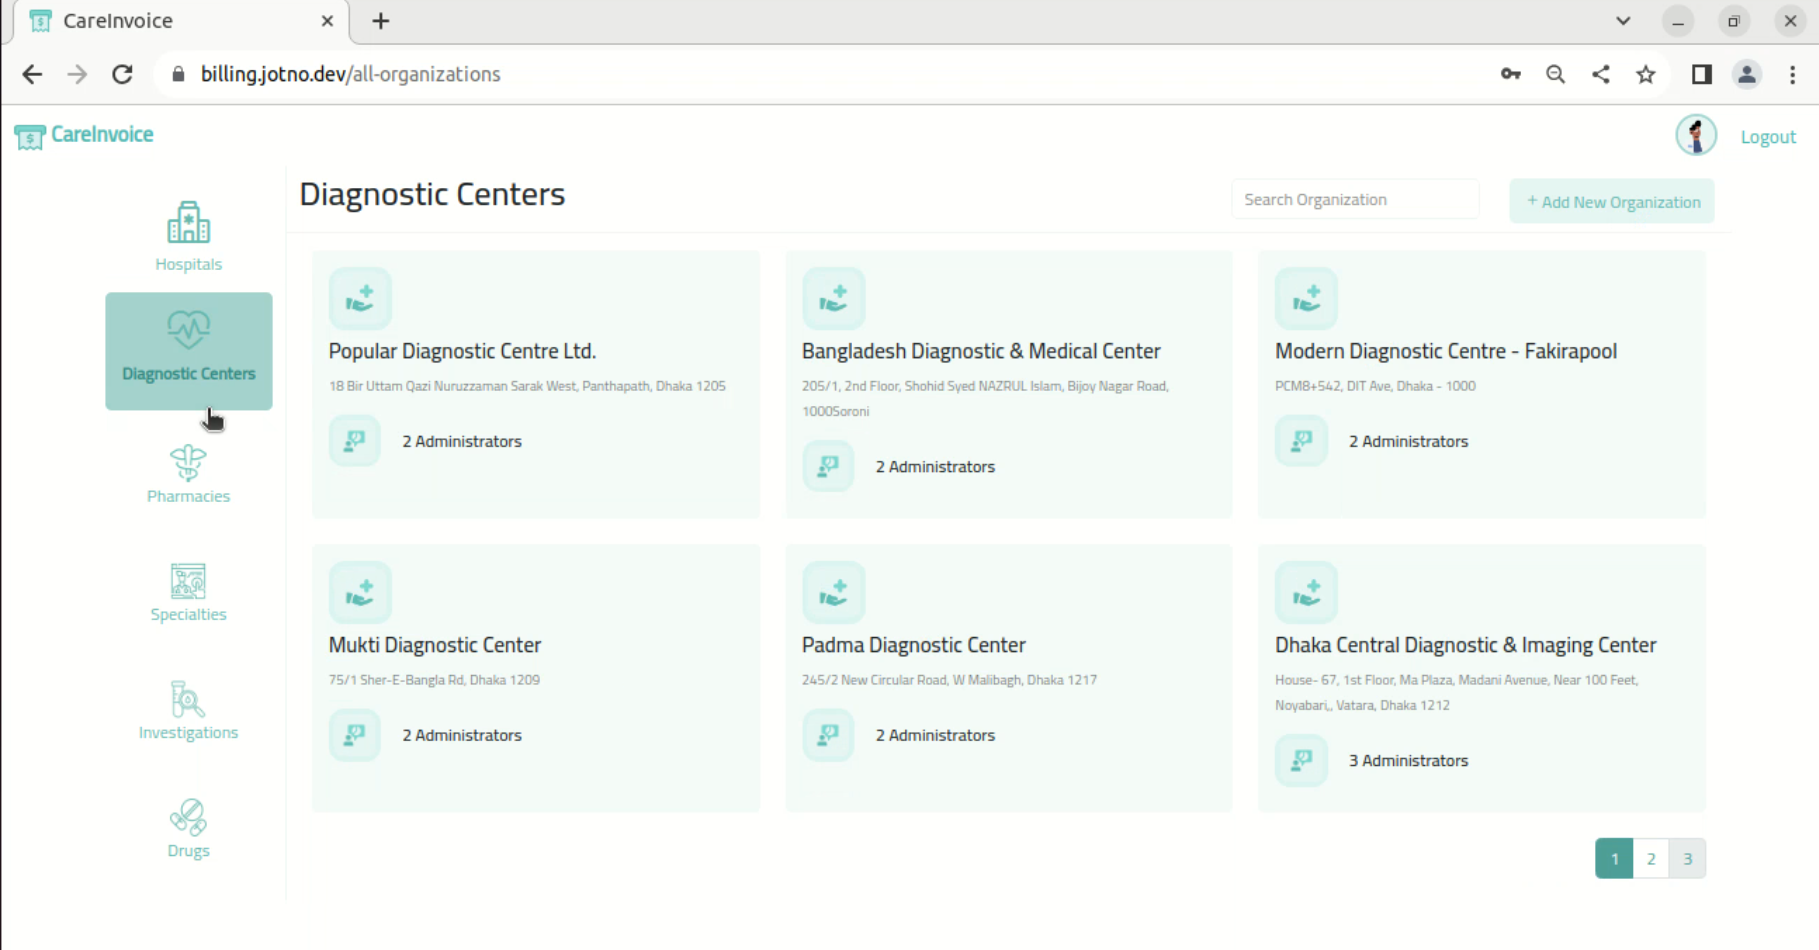 CareInvoice
billing.jotno.dev/all-organizations
CareInvoice
Logout
Hospitals
Diagnostic Centers
Pharmacies
Specialties
Investigations
Drugs
Diagnostic Centers
Search Organization
+ Add New Organization
Popular Diagnostic Centre Ltd.
18 Bir Uttam Qazi Nuruzzaman Sarak West, Panthapath, Dhaka 1205
2 Administrators
Bangladesh Diagnostic & Medical Center
205/1, 2nd Floor, Shohid Syed NAZRUL Islam, Bijoy Nagar Road,
1000Soroni
2 Administrators
Modern Diagnostic Centre - Fakirapool
PCM8+542, DIT Ave, Dhaka - 1000
2 Administrators
Mukti Diagnostic Center
75/1 Sher-E-Bangla Rd, Dhaka 1209
2 Administrators
Padma Diagnostic Center
245/2 New Circular Road, W Malibagh, Dhaka 1217
2 Administrators
Dhaka Central Diagnostic & Imaging Center
House- 67, 1st Floor, Ma Plaza, Madani Avenue, Near 100 Feet,
Noyabari,, Vatara, Dhaka 1212
3 Administrators
1 2 3